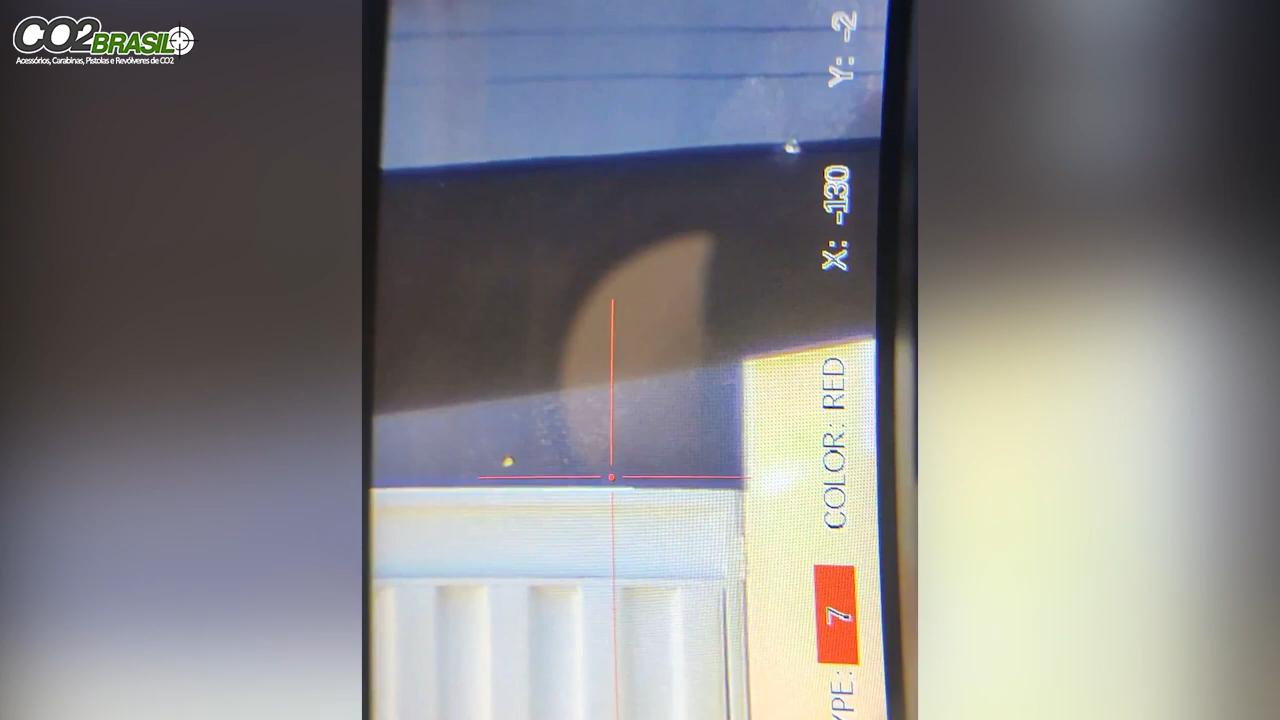 CO2BRASIL
Acessórios, Carabinas, Pistolas e Revólveres de CO2
YPE: 7 COLOR: RED X: -130 Y: -2